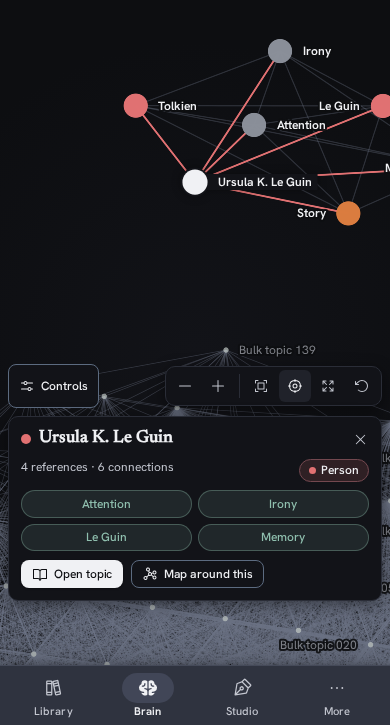 Irony
Tolkien
Le Guin
Attention
Ursula K. Le Guin
Story
Bulk topic 139
Controls
Ursula K. Le Guin
4 references · 6 connections
Person
Attention
Irony
Le Guin
Memory
Open topic
Map around this
Bulk topic 020
Library
Brain
Studio
More